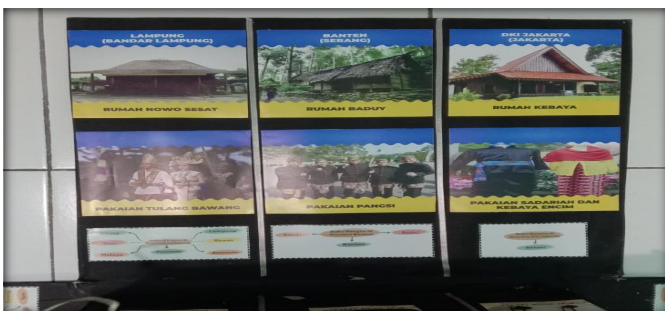 LAMPUNG
(BANDAR LAMPUNG)
RUMAH NOWO SESAT
PAKAIAN TULANG BAWANG
BANTEN
(SERANG)
RUMAH BADUY
PAKAIAN PANGSI
DKI JAKARTA
(JAKARTA)
RUMAH KEBAYA
PAKAIAN SADARIAH DAN
KEBAYA ENCIM